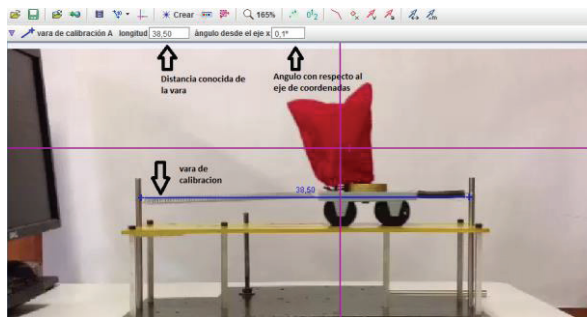 Crear 165%
vara de calibración A longitud 38,50 ángulo desde el eje x 0,1°
Distancia conocida de
la vara
Angulo con respecto al
eje de coordenadas
vara de
calibracion
38,50